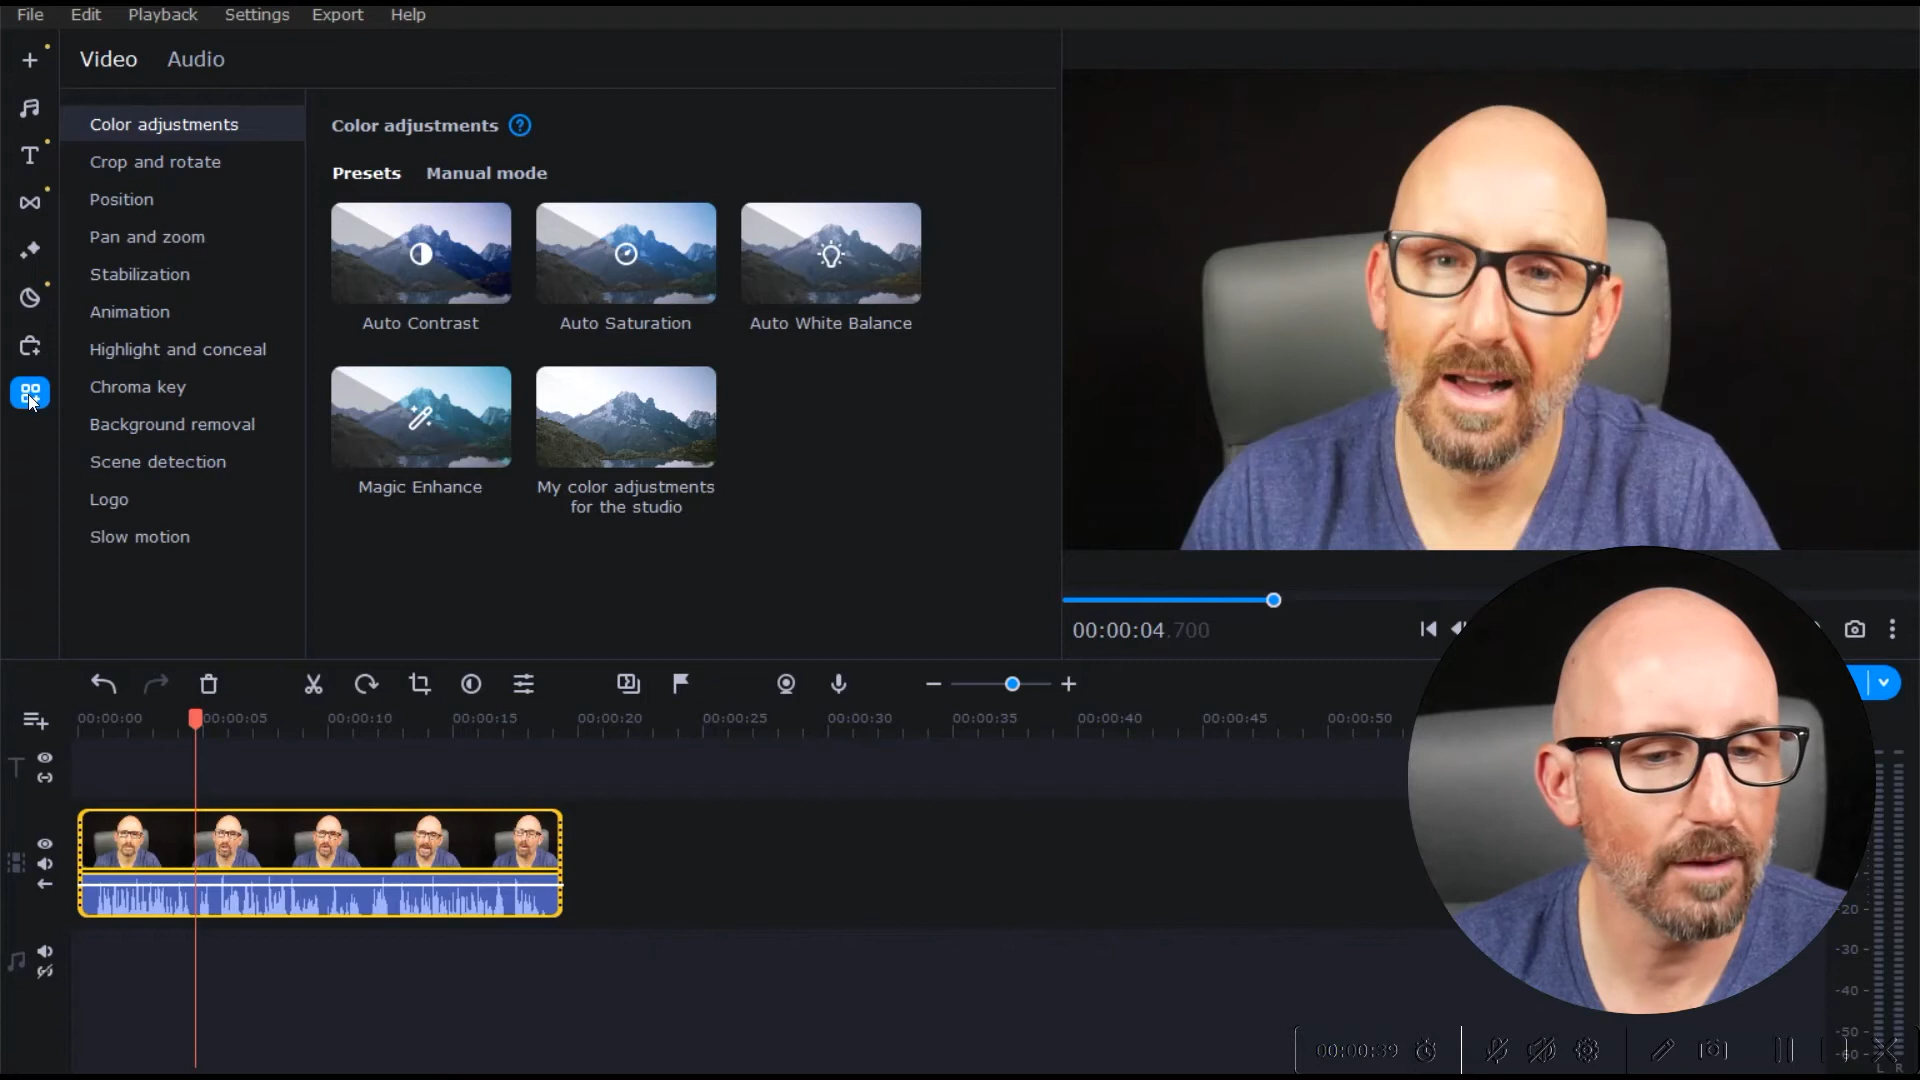 File Edit Playback Settings Export Help
Video Audio
Color adjustments
Crop and rotate
Position
Pan and zoom
Stabilization
Animation
Highlight and conceal
Chroma key
Background removal
Scene detection
Logo
Slow motion
Color adjustments ?
Presets Manual mode
Auto Contrast Auto Saturation Auto White Balance
Magic Enhance My color adjustments
for the studio
00:00:04.700
00:00:00 00:00:05 00:00:10 00:00:15 00:00:20 00:00:25 00:00:30 00:00:35 00:00:40 00:00:45 00:00:50
T
-20
-30
-40
-50
-60
L R
00:00:39